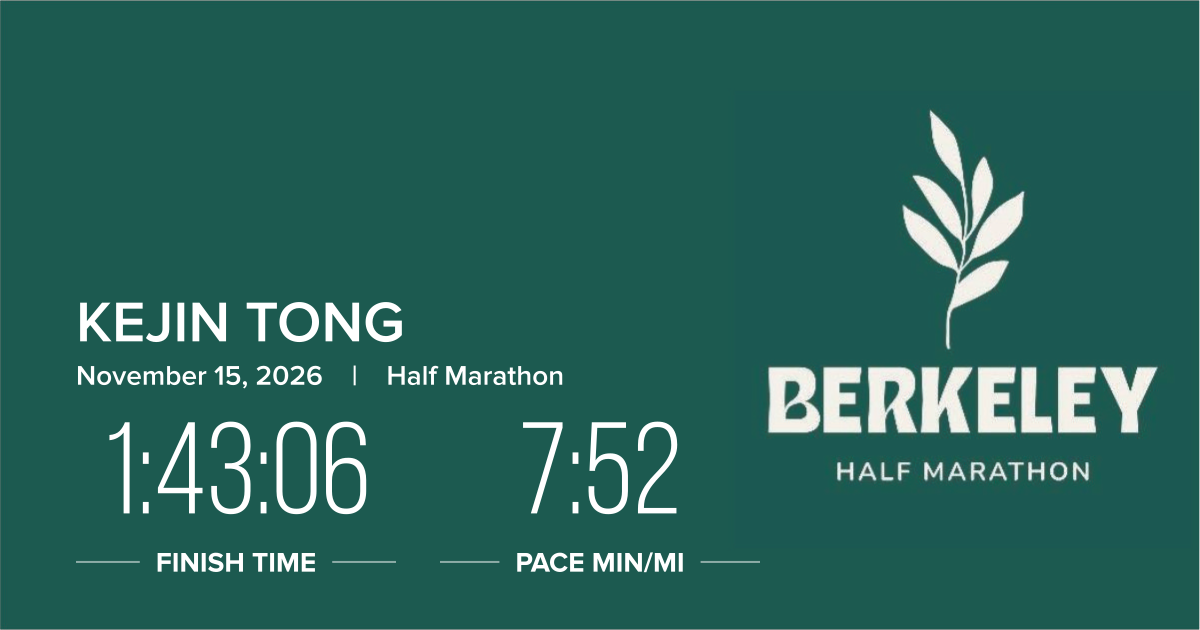 KEJIN TONG
November 15, 2026 | Half Marathon
1:43:06 7:52
FINISH TIME PACE MIN/MI
BERKELEY
HALF MARATHON